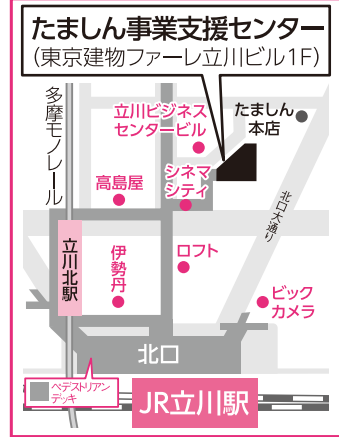 たましん事業支援センター
(東京建物ファーレ立川ビル1F)
多摩モノレール
立川ビジネス
センタービル
たましん
本店
シネマ
シティ
高島屋
北口大通り
立川北駅
伊勢丹
ロフト
ビック
カメラ
北口
ペデストリアン
デッキ
JR立川駅